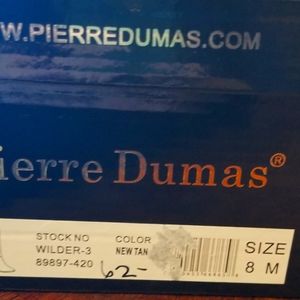 W.PIERREDUMAS.COM
ierre Dumas®
STOCK NO COLOR SIZE
WILDER-3 NEW TAN 8 M
89897-420 62-